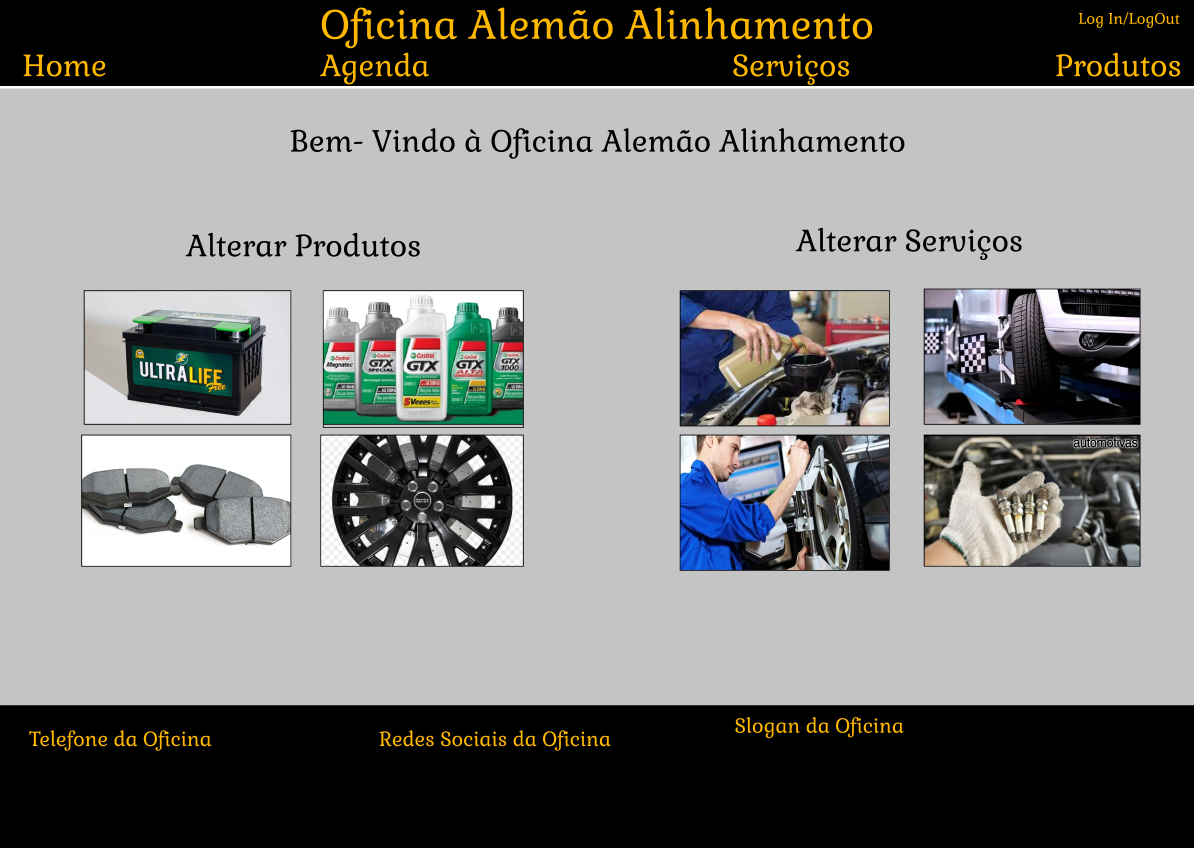 Oficina Alemão Alinhamento
Log In/LogOut
Home Agenda Serviços Produtos
Bem- Vindo à Oficina Alemão Alinhamento
Alterar Produtos
Alterar Serviços
ULTRALIFE
Free
Castrol
Magnatec
Castrol
GTX
SPECIAL
Castrol
GTX
5Vezes
Castrol
GTX
ALTA
Castrol
GTX
1000
automotivas
Telefone da Oficina
Redes Sociais da Oficina
Slogan da Oficina